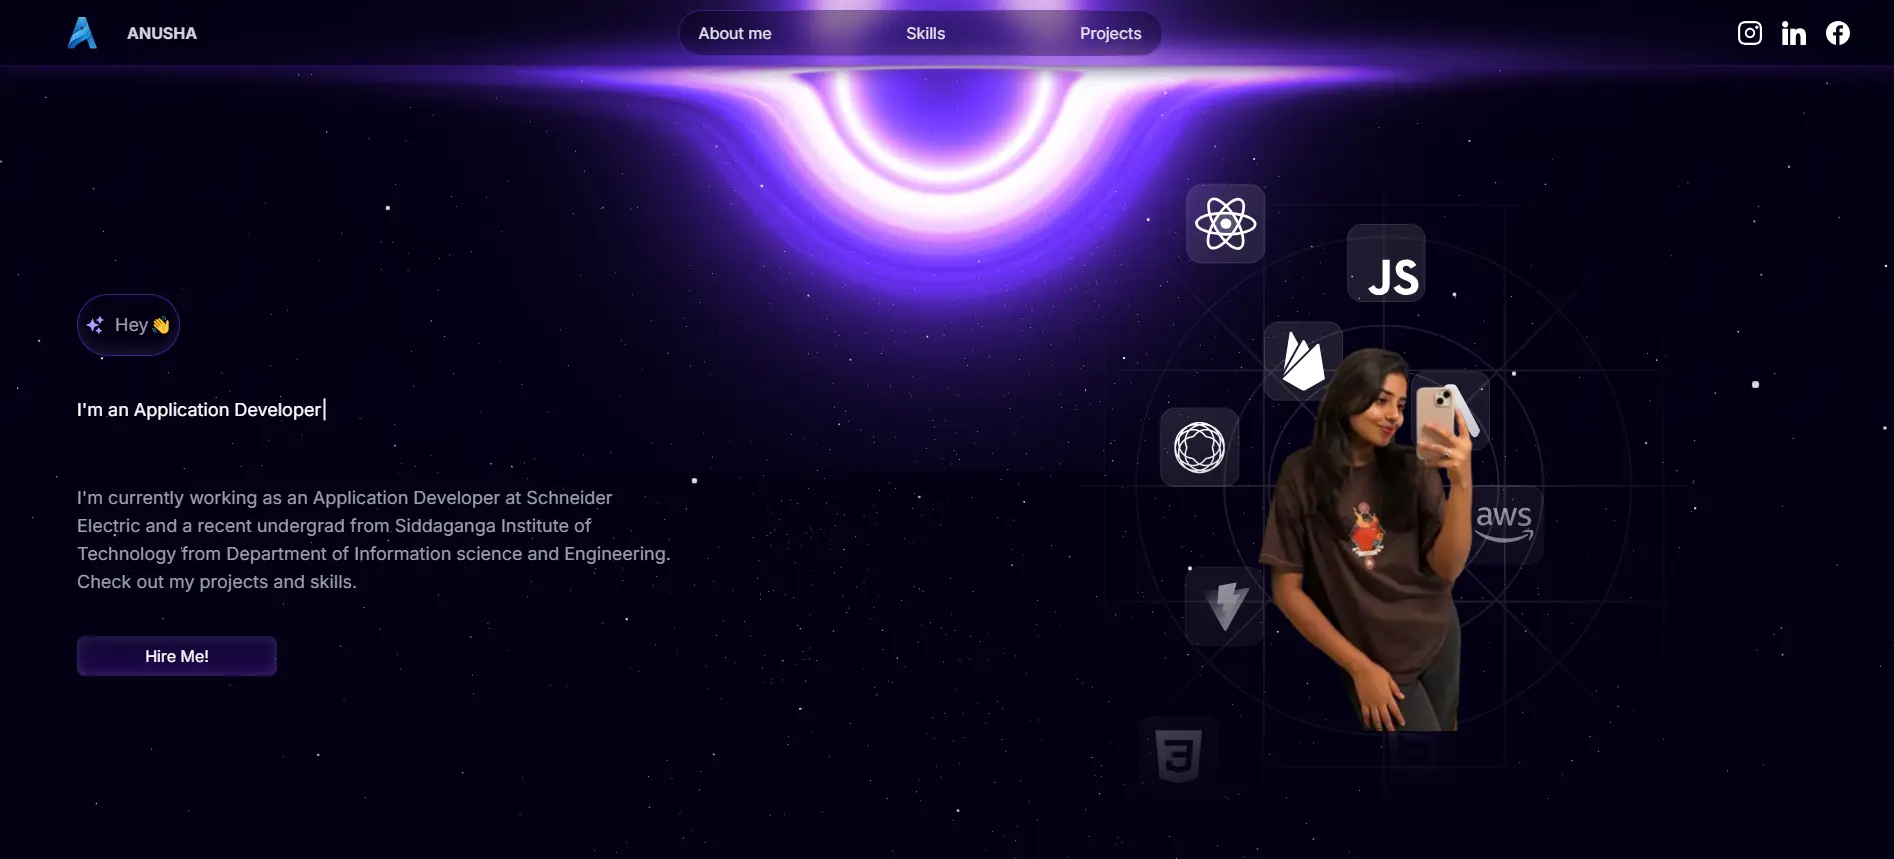 ANUSHA
About me
Skills
Projects
Hey👋
I'm an Application Developer
I'm currently working as an Application Developer at Schneider
Electric and a recent undergrad from Siddaganga Institute of
Technology from Department of Information science and Engineering.
Check out my projects and skills.
Hire Me!
JS
aws
3